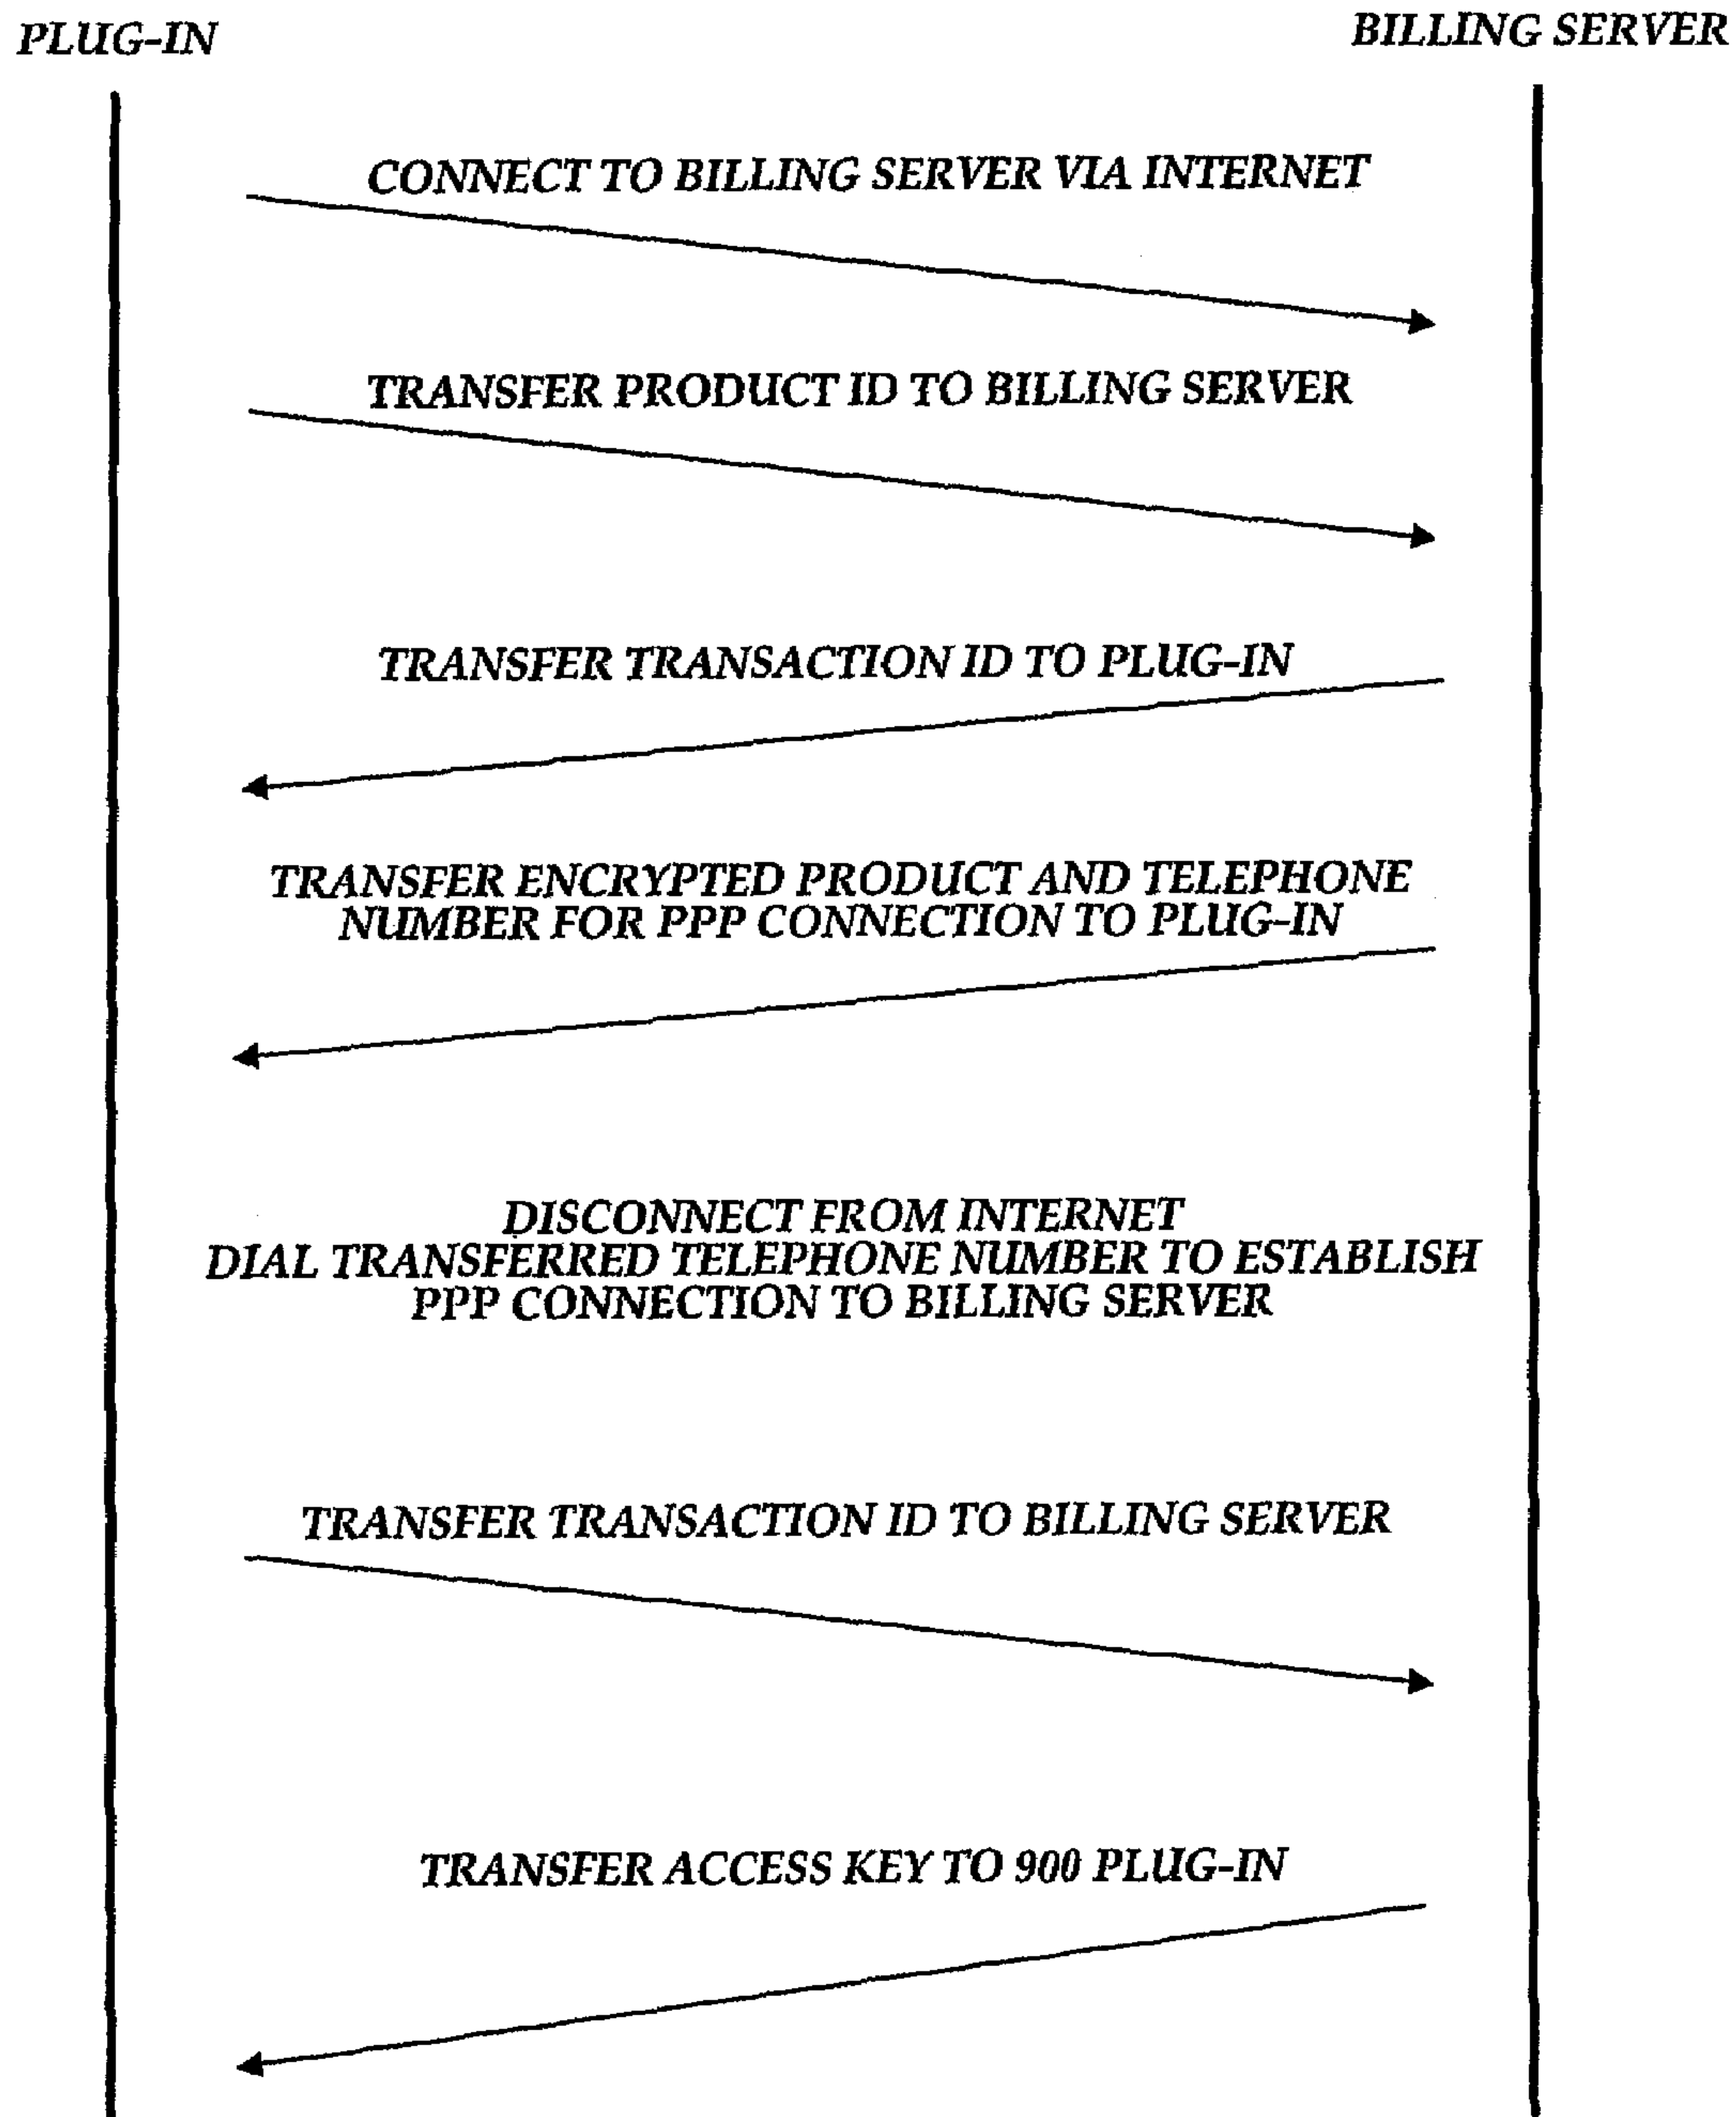 PLUG-IN
BILLING SERVER
CONNECT TO BILLING SERVER VIA INTERNET
TRANSFER PRODUCT ID TO BILLING SERVER
TRANSFER TRANSACTION ID TO PLUG-IN
TRANSFER ENCRYPTED PRODUCT AND TELEPHONE
NUMBER FOR PPP CONNECTION TO PLUG-IN
DISCONNECT FROM INTERNET
DIAL TRANSFERRED TELEPHONE NUMBER TO ESTABLISH
PPP CONNECTION TO BILLING SERVER
TRANSFER TRANSACTION ID TO BILLING SERVER
TRANSFER ACCESS KEY TO 900 PLUG-IN